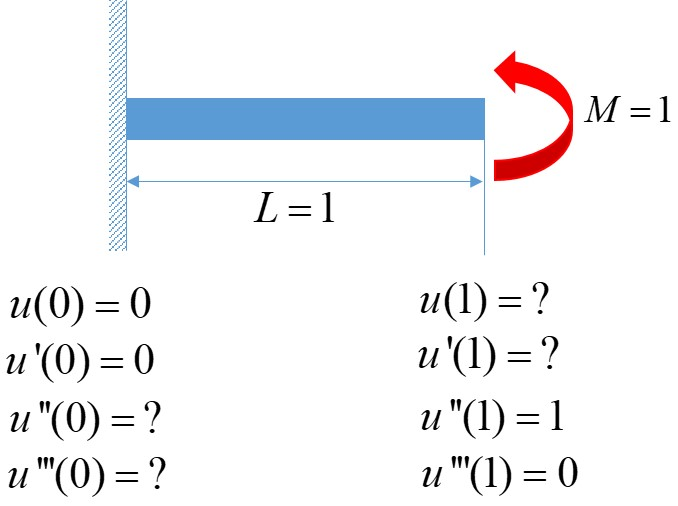 M = 1
L = 1
u(0) = 0
u'(0) = 0
u''(0) = ?
u'''(0) = ?
u(1) = ?
u'(1) = ?
u''(1) = 1
u'''(1) = 0